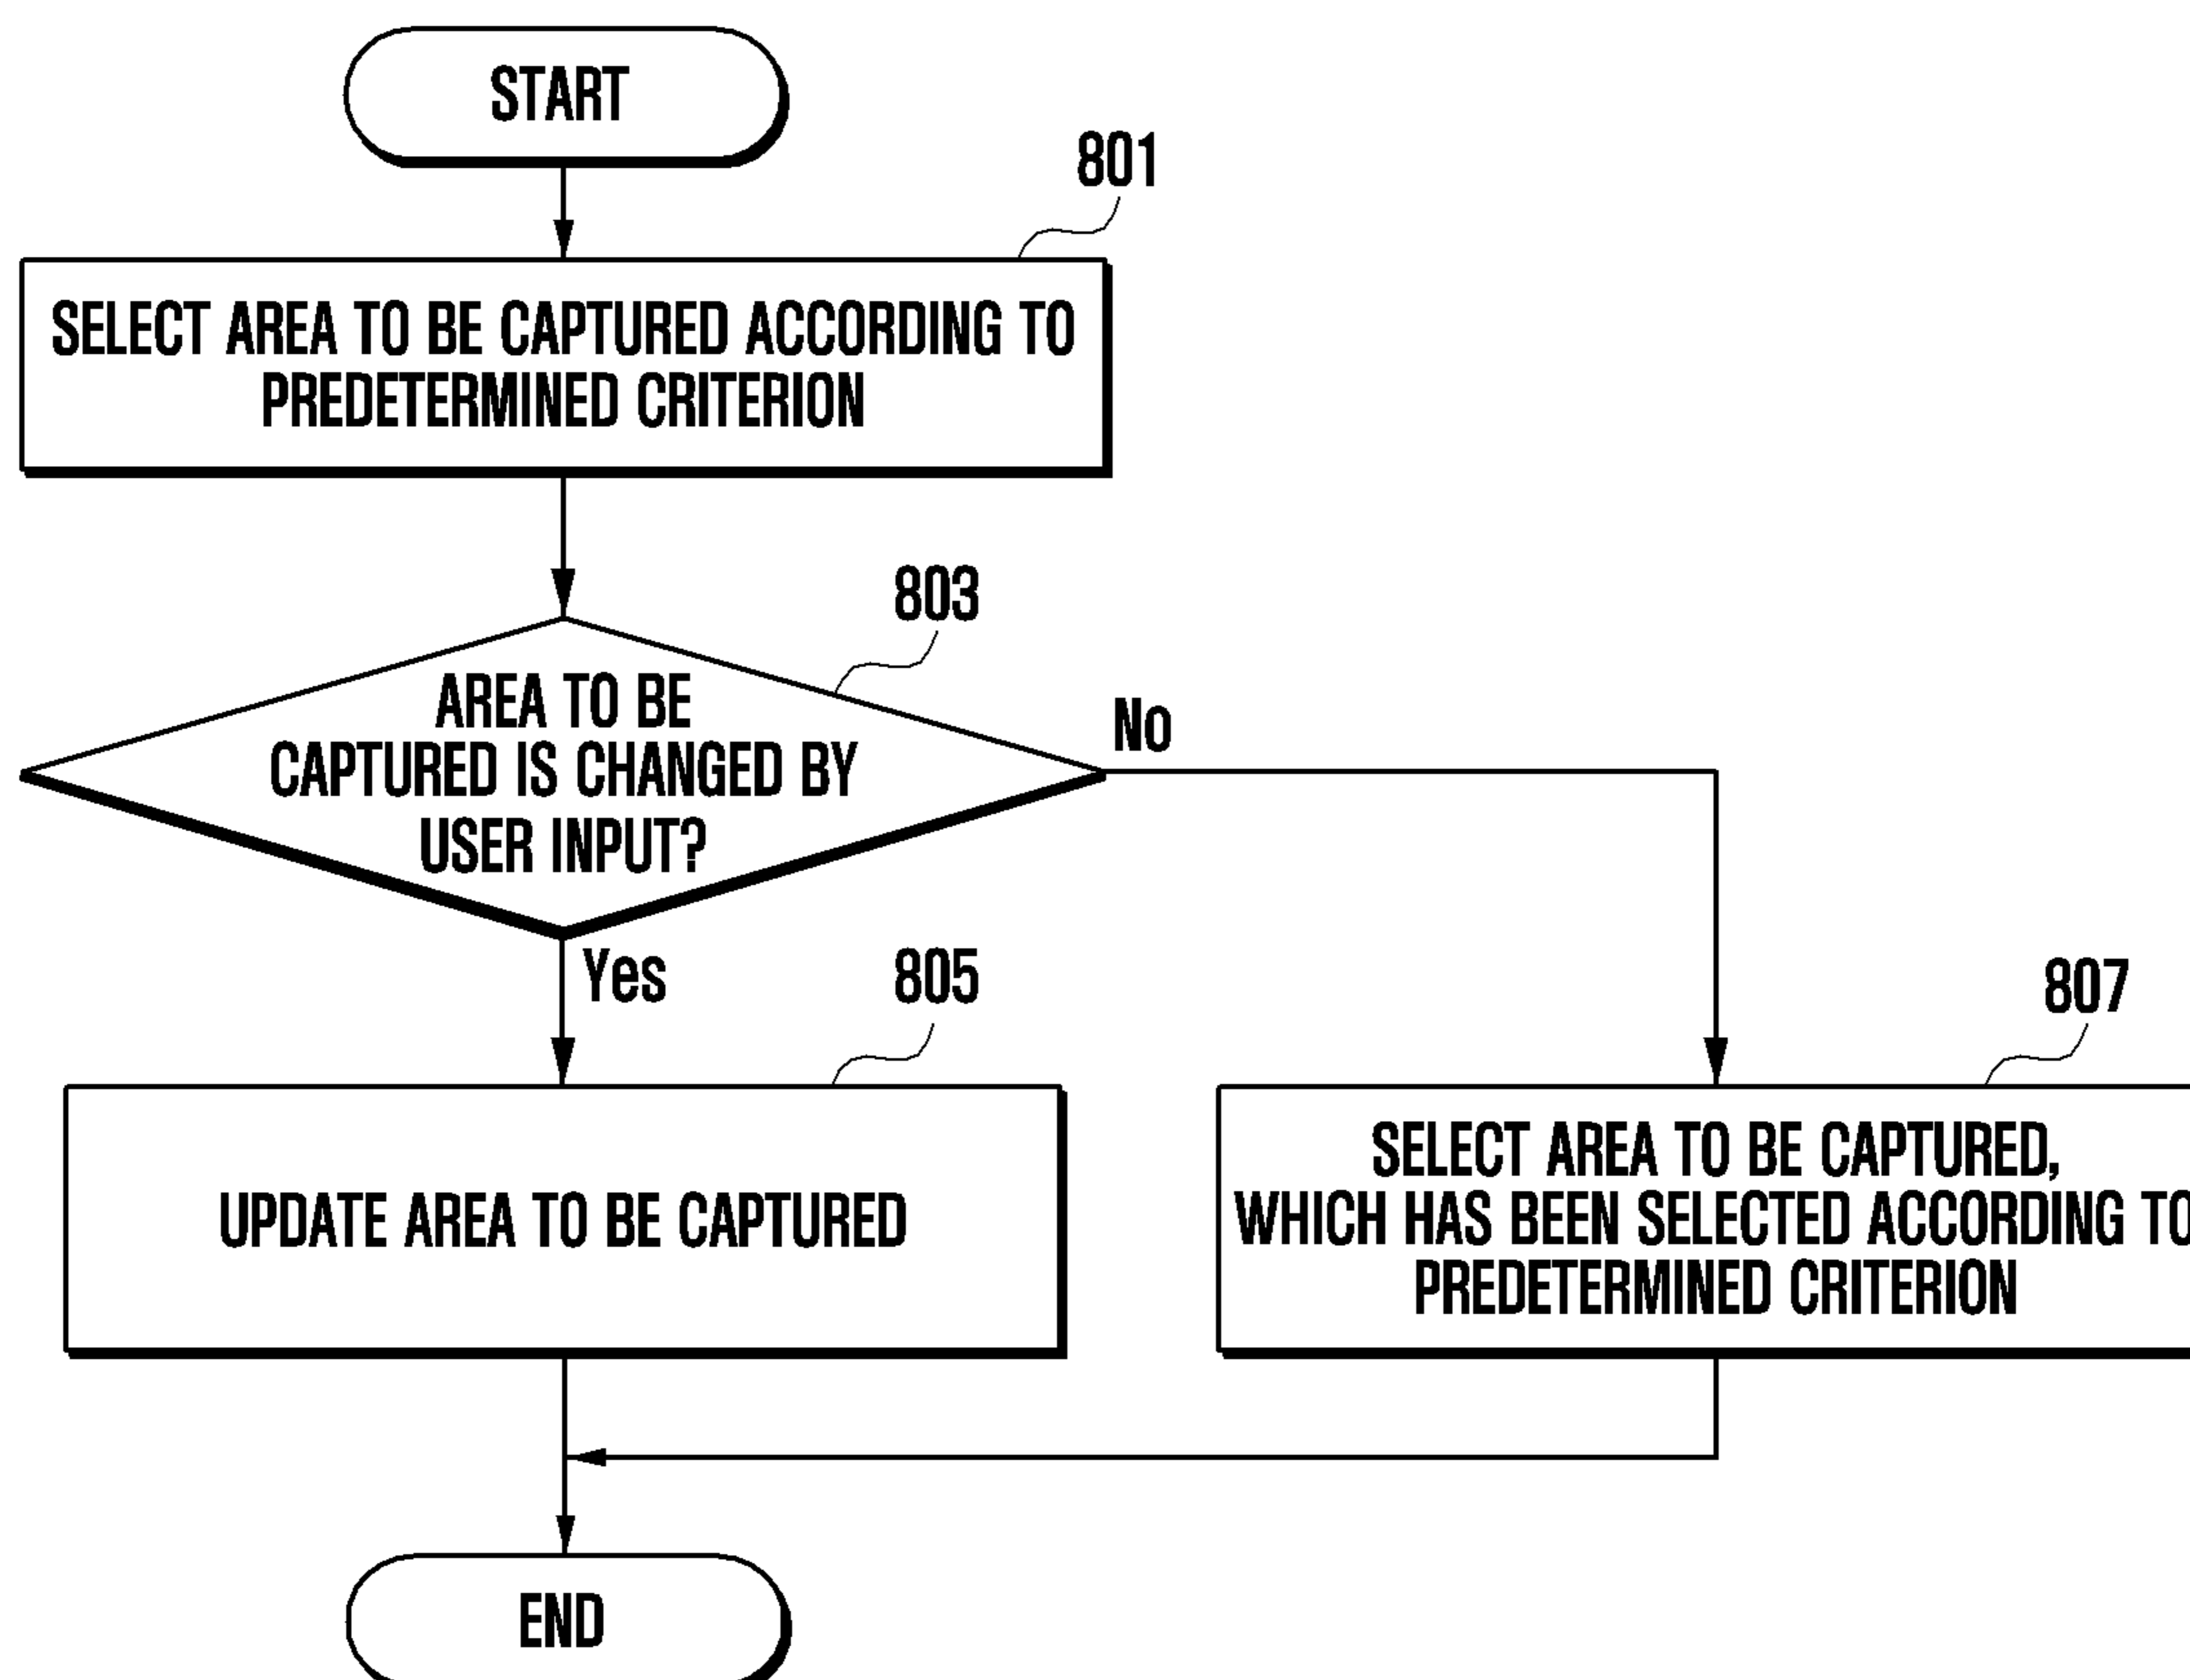 START
801
SELECT AREA TO BE CAPTURED ACCORDING TO
PREDETERMINED CRITERION
803
AREA TO BE
CAPTURED IS CHANGED BY
USER INPUT?
No
Yes
805
807
UPDATE AREA TO BE CAPTURED
SELECT AREA TO BE CAPTURED,
WHICH HAS BEEN SELECTED ACCORDING TO
PREDETERMINED CRITERION
END